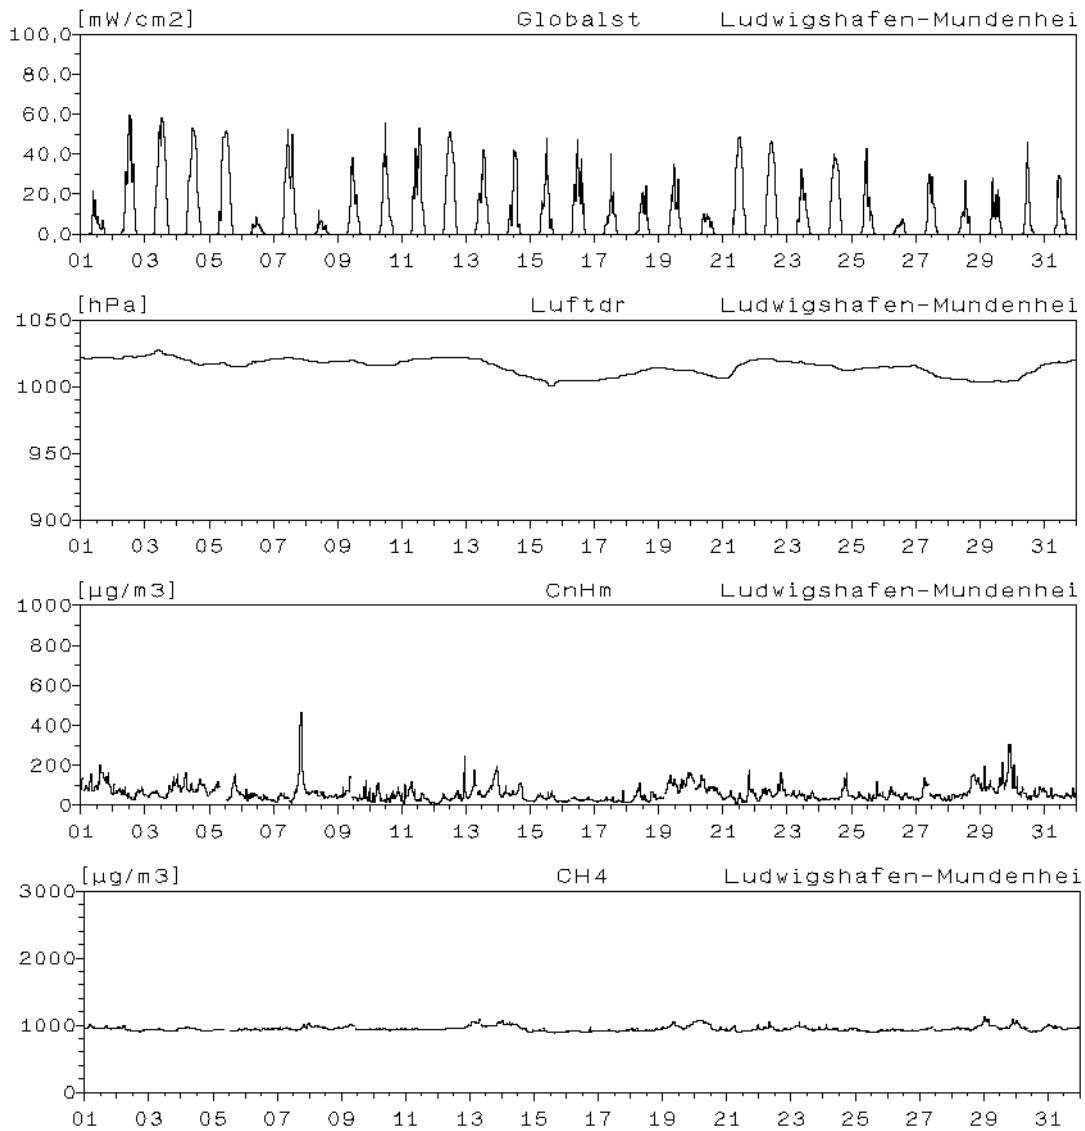 [mW/cm2] Globalst Ludwigshafen-Mundenhei
100,0
80,0
60,0
40,0
20,0
0,0
01 03 05 07 09 11 13 15 17 19 21 23 25 27 29 31
[hPa] Luftdr Ludwigshafen-Mundenhei
1050
1000
950
900
01 03 05 07 09 11 13 15 17 19 21 23 25 27 29 31
[µg/m3] CnHm Ludwigshafen-Mundenhei
1000
800
600
400
200
0
01 03 05 07 09 11 13 15 17 19 21 23 25 27 29 31
[µg/m3] CH4 Ludwigshafen-Mundenhei
3000
2000
1000
0
01 03 05 07 09 11 13 15 17 19 21 23 25 27 29 31